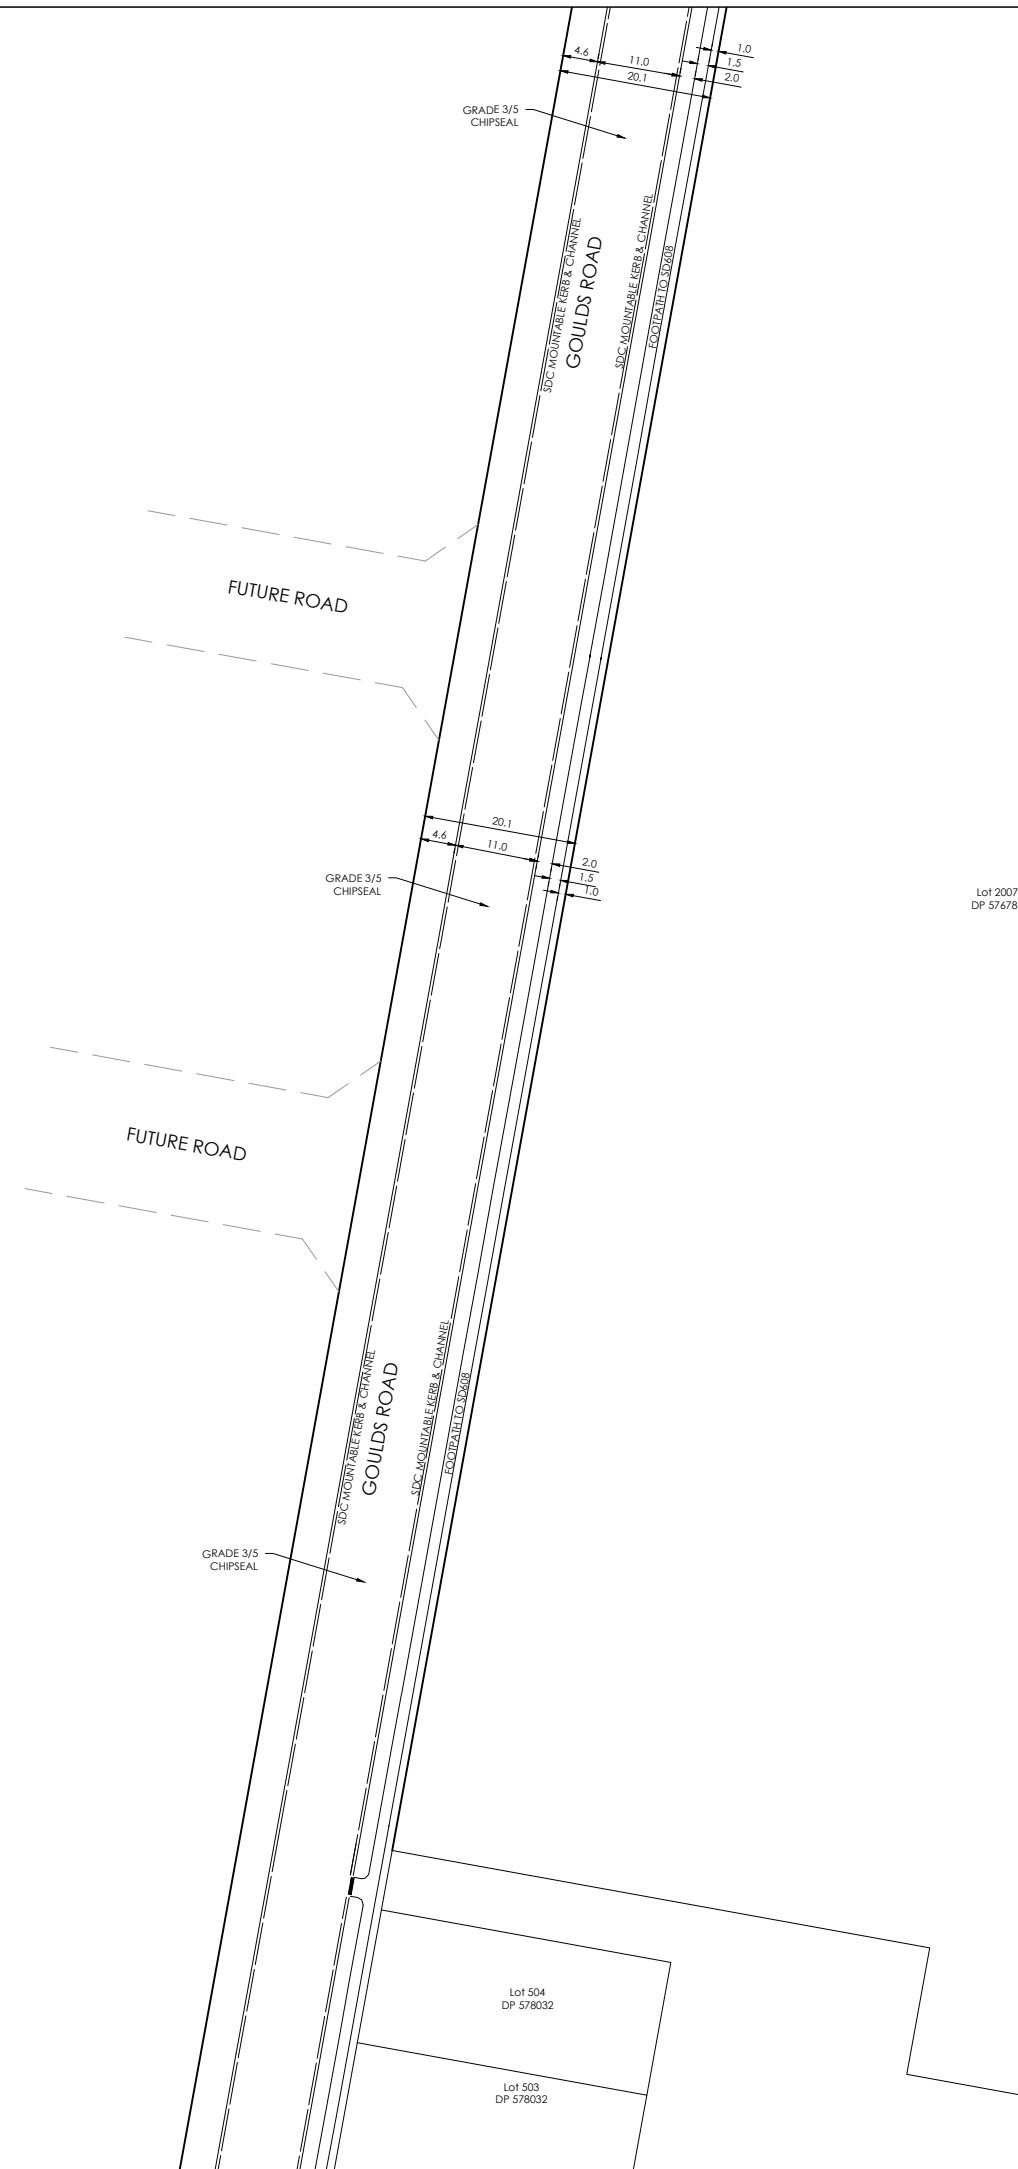 4.6
11.0
20.1
1.0
1.5
2.0
GRADE 3/5
CHIPSEAL
SDC MOUNTABLE KERB & CHANNEL
GOULDS ROAD
SDC MOUNTABLE KERB & CHANNEL
FOOTPATH TO SD608
FUTURE ROAD
20.1
4.6
11.0
2.0
1.5
1.0
GRADE 3/5
CHIPSEAL
Lot 2007
DP 57678
FUTURE ROAD
SDC MOUNTABLE KERB & CHANNEL
GOULDS ROAD
SDC MOUNTABLE KERB & CHANNEL
FOOTPATH TO SD608
GRADE 3/5
CHIPSEAL
Lot 504
DP 578032
Lot 503
DP 578032